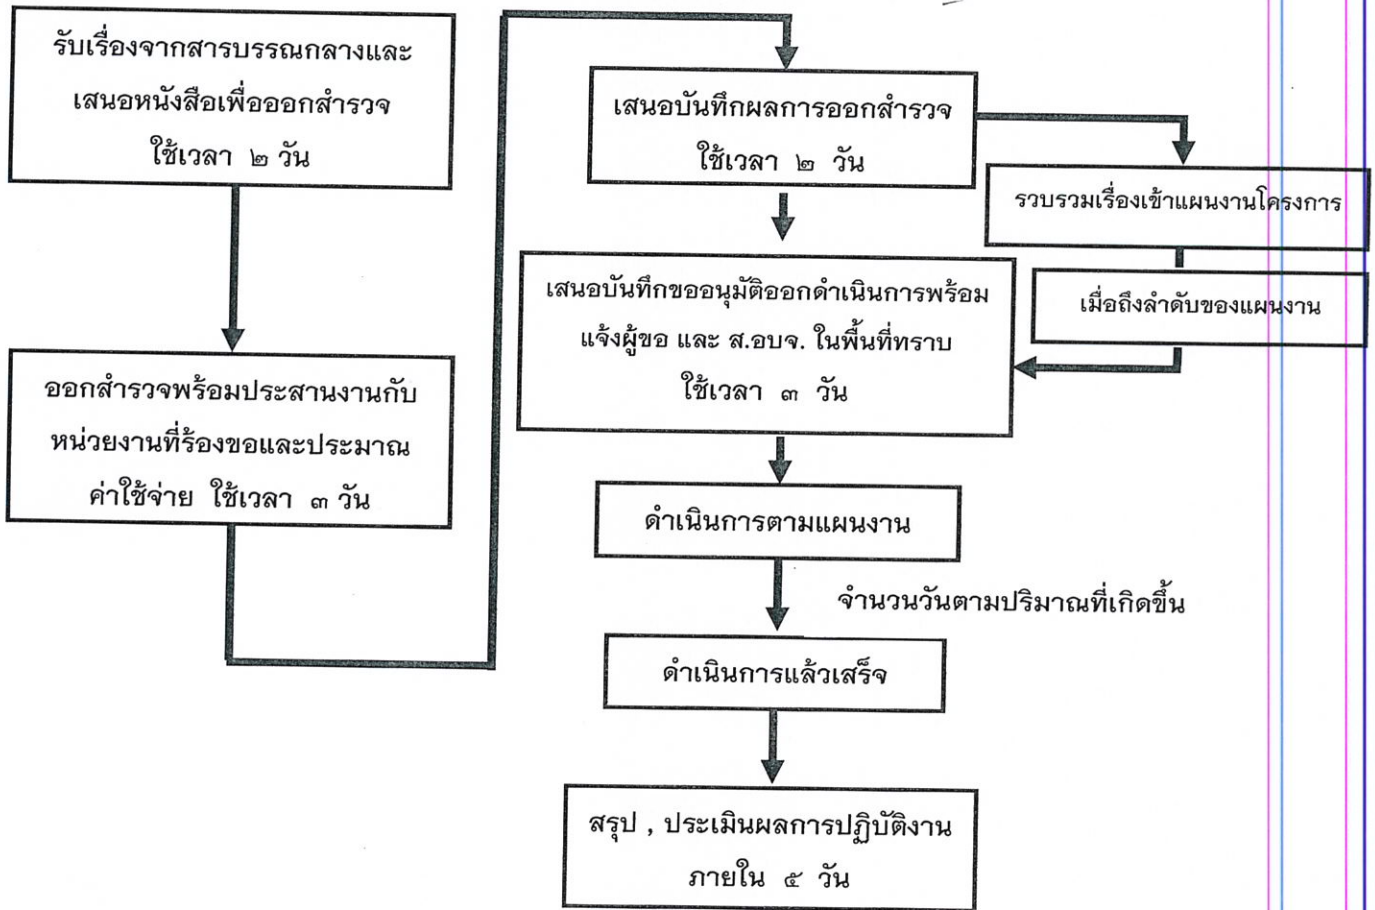 รับเรื่องจากสารบรรณกลางและ
เสนอหนังสือเพื่อออกสำรวจ
ใช้เวลา ๒ วัน
ออกสำรวจพร้อมประสานงานกับ
หน่วยงานที่ร้องขอและประมาณ
ค่าใช้จ่าย ใช้เวลา ๓ วัน
เสนอบันทึกผลการออกสำรวจ
ใช้เวลา ๒ วัน
รวบรวมเรื่องเข้าแผนงานโครงการ
เมื่อถึงลำดับของแผนงาน
เสนอบันทึกขออนุมัติออกดำเนินการพร้อม
แจ้งผู้ขอ และ ส.อบจ. ในพื้นที่ทราบ
ใช้เวลา ๓ วัน
ดำเนินการตามแผนงาน
จำนวนวันตามปริมาณที่เกิดขึ้น
ดำเนินการแล้วเสร็จ
สรุป , ประเมินผลการปฏิบัติงาน
ภายใน ๕ วัน